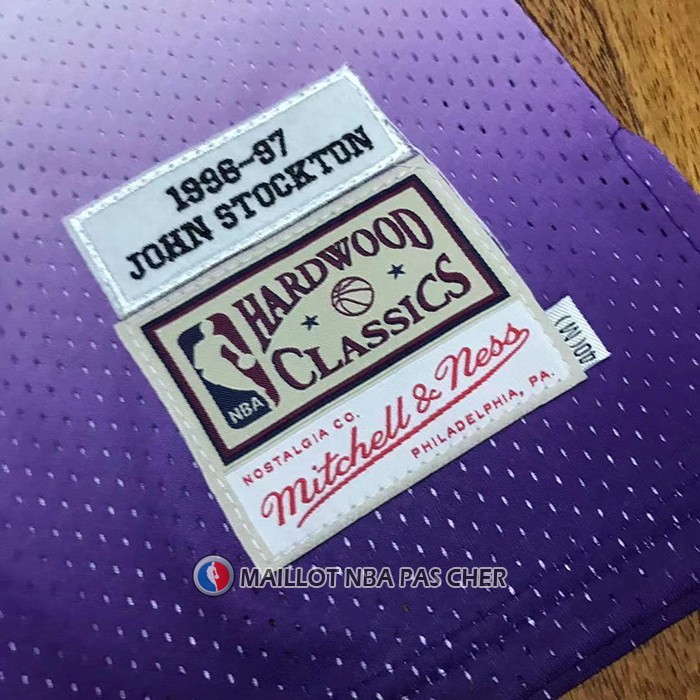 1996-97
JOHN STOCKTON
HARDWOOD
CLASSICS
NBA
NOSTALGIA CO.
Mitchell & Ness
PHILADELPHIA, PA.
40(M)
MAILLOT NBA PAS CHER